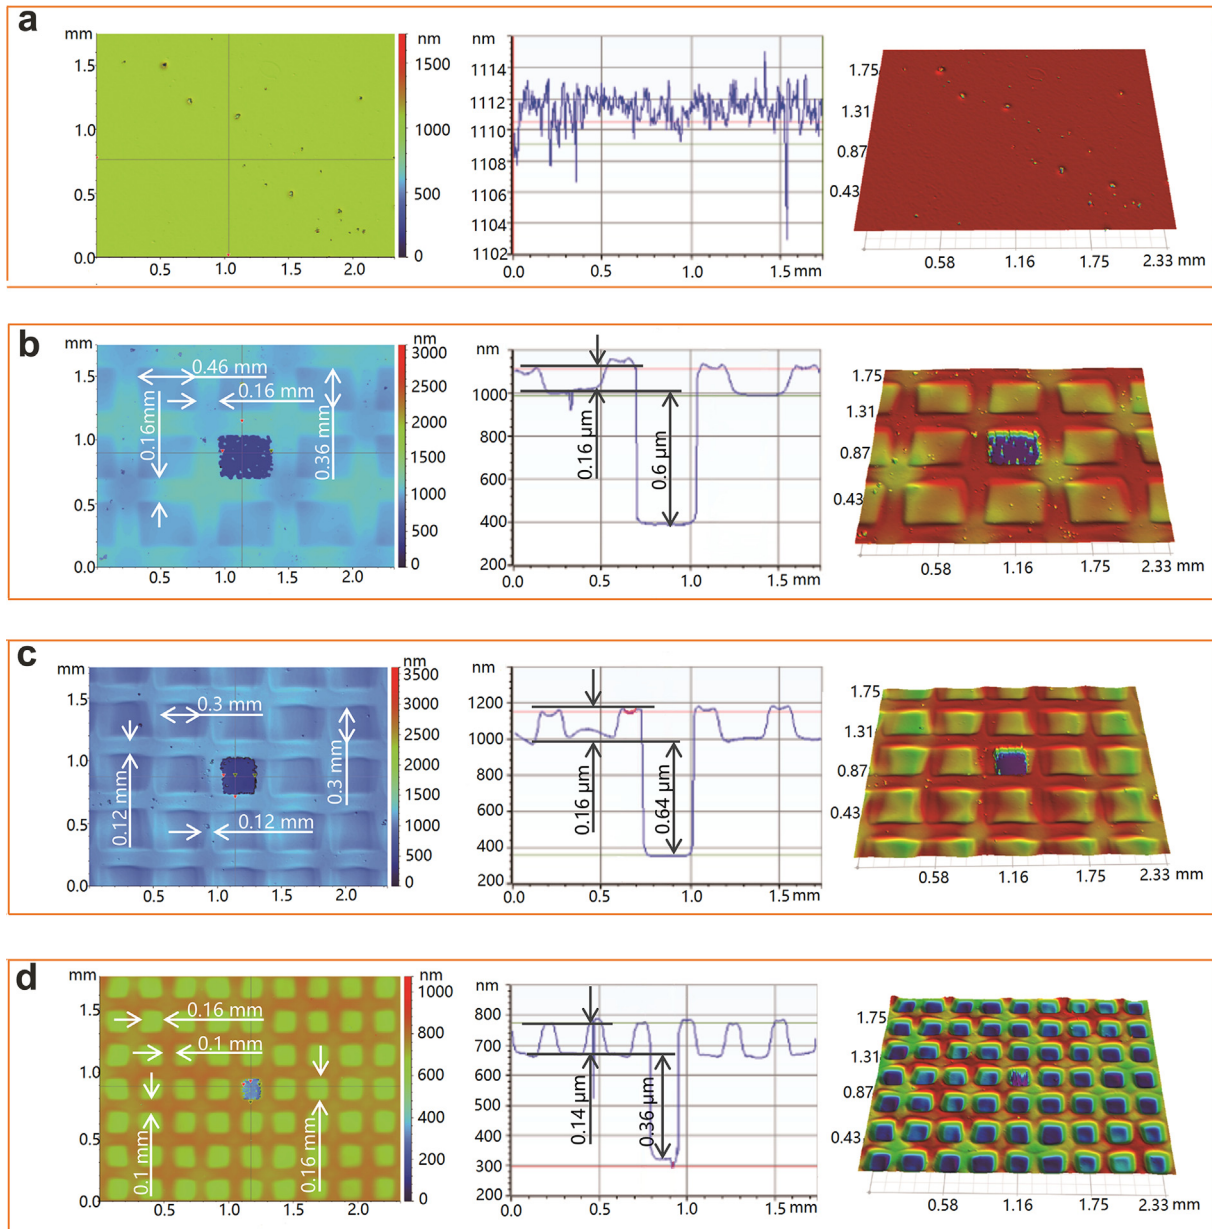 a
mm
1.5
1.0
0.5
0.0
0.5 1.0 1.5 2.0
nm
1500
1000
500
0
nm
1114
1112
1110
1108
1106
1104
1102
0.0 0.5 1.0 1.5 mm
1.75
1.31
0.87
0.43
0.58 1.16 1.75 2.33 mm
b
mm
1.5
1.0
0.5
0.0
0.5 1.0 1.5 2.0
0.46 mm
0.16 mm
0.16mm
0.36 mm
nm
3000
2500
2000
1500
1000
500
0
nm
1000
800
600
400
200
0.0 0.5 1.0 1.5 mm
0.16 μm
0.6 μm
1.75
1.31
0.87
0.43
0.58 1.16 1.75 2.33 mm
c
mm
1.5
1.0
0.5
0.0
0.5 1.0 1.5 2.0
0.3 mm
0.3 mm
0.12 mm
0.12 mm
nm
3500
3000
2500
2000
1500
1000
500
0
nm
1200
1000
800
600
400
200
0.0 0.5 1.0 1.5 mm
0.16 μm
0.64 μm
1.75
1.31
0.87
0.43
0.58 1.16 1.75 2.33 mm
d
mm
1.5
1.0
0.5
0.0
0.5 1.0 1.5 2.0
0.16 mm
0.1 mm
0.1 mm
0.16 mm
nm
1000
800
600
400
200
0
nm
800
700
600
500
400
300
200
0.0 0.5 1.0 1.5 mm
0.14 μm
0.36 μm
1.75
1.31
0.87
0.43
0.58 1.16 1.75 2.33 mm